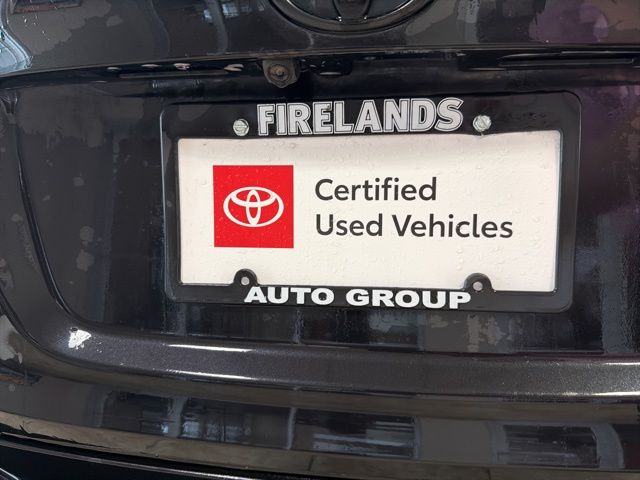 FIRELANDS
Certified
Used Vehicles
AUTO GROUP